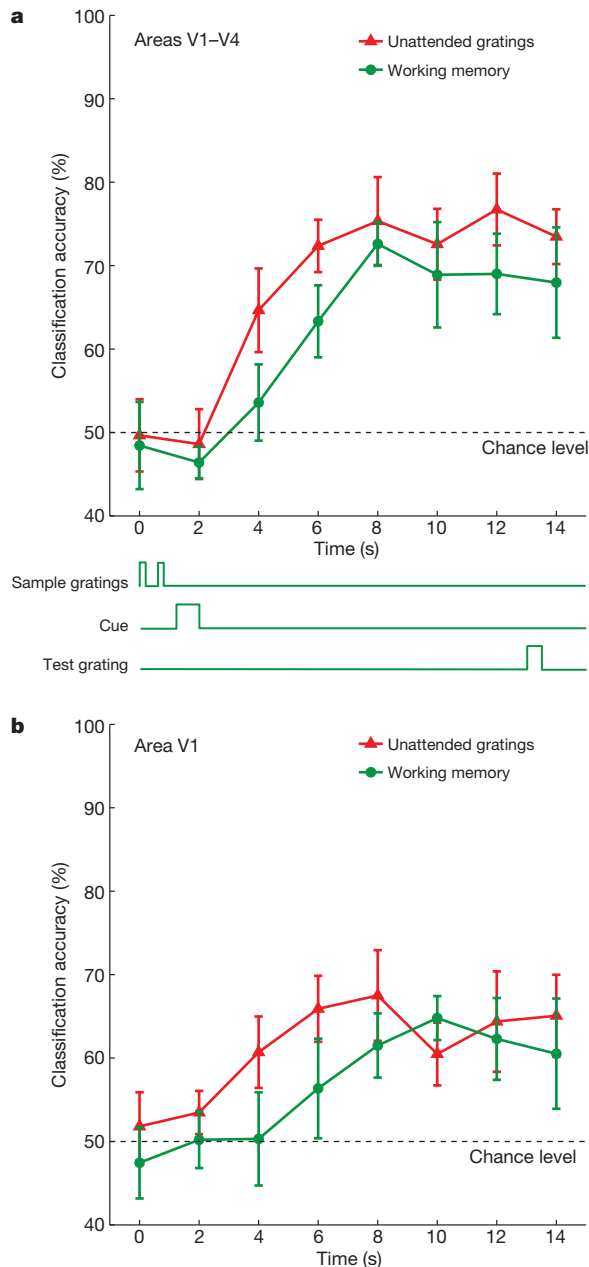 a
Areas V1–V4
Unattended gratings
Working memory
Classification accuracy (%)
100
90
80
70
60
50
40
Chance level
0 2 4 6 8 10 12 14
Time (s)
Sample gratings
Cue
Test grating
b
Area V1
Unattended gratings
Working memory
Classification accuracy (%)
100
90
80
70
60
50
40
Chance level
0 2 4 6 8 10 12 14
Time (s)